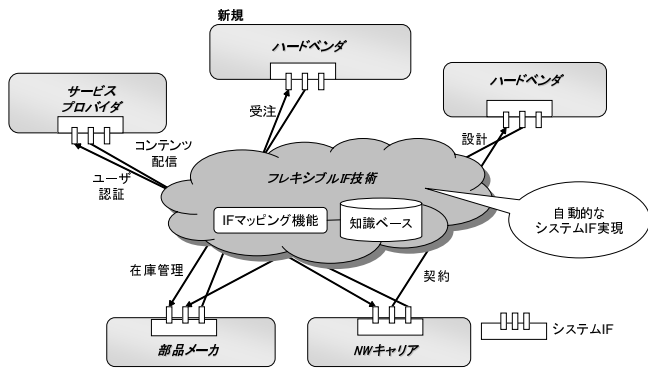 新規
ハードベンダ
サービス
プロバイダ
ハードベンダ
受注
設計
コンテンツ
配信
ユーザ
認証
フレキシブルIF技術
IFマッピング機能
知識ベース
自動的な
システムIF実現
在庫管理
契約
部品メーカ
NWキャリア
システムIF